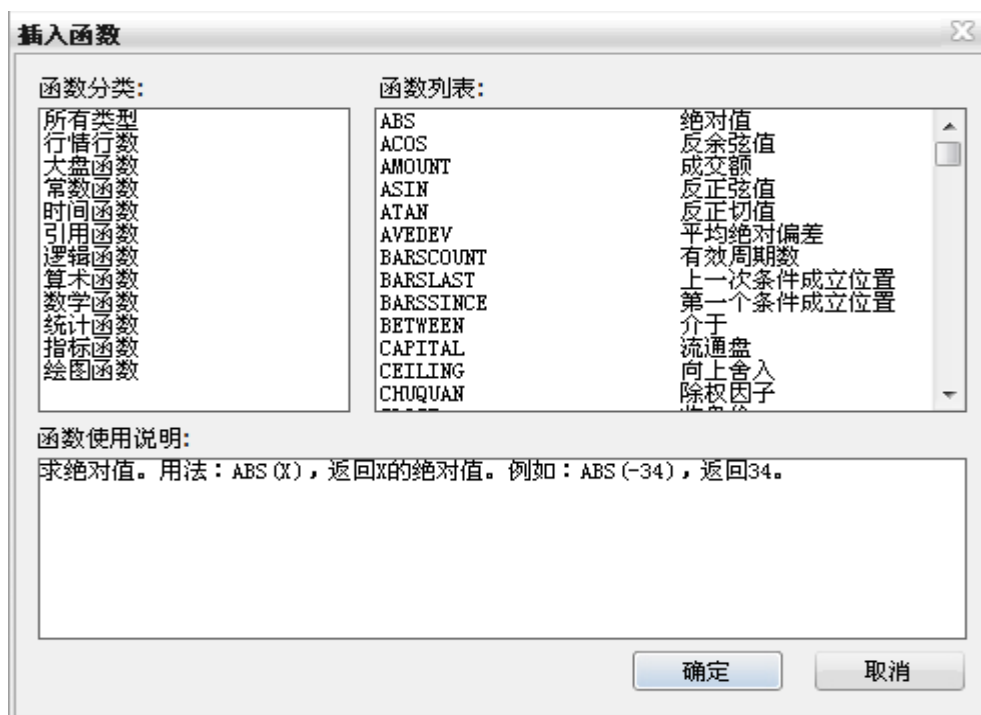 插入函数
函数分类:
函数列表:
所有类型
行情行数
大盘函数
常数函数
时间函数
引用函数
逻辑函数
算术函数
数学函数
统计函数
指标函数
绘图函数
ABS 绝对值
ACOS 反余弦值
AMOUNT 成交额
ASIN 反正弦值
ATAN 反正切值
AVEDEV 平均绝对偏差
BARSCOUNT 有效周期数
BARSLAST 上一次条件成立位置
BARSSINCE 第一个条件成立位置
BETWEEN 介于
CAPITAL 流通盘
CEILING 向上舍入
CHUQUAN 除权因子
函数使用说明:
求绝对值。用法：ABS(X)，返回X的绝对值。例如：ABS(-34)，返回34。
确定
取消